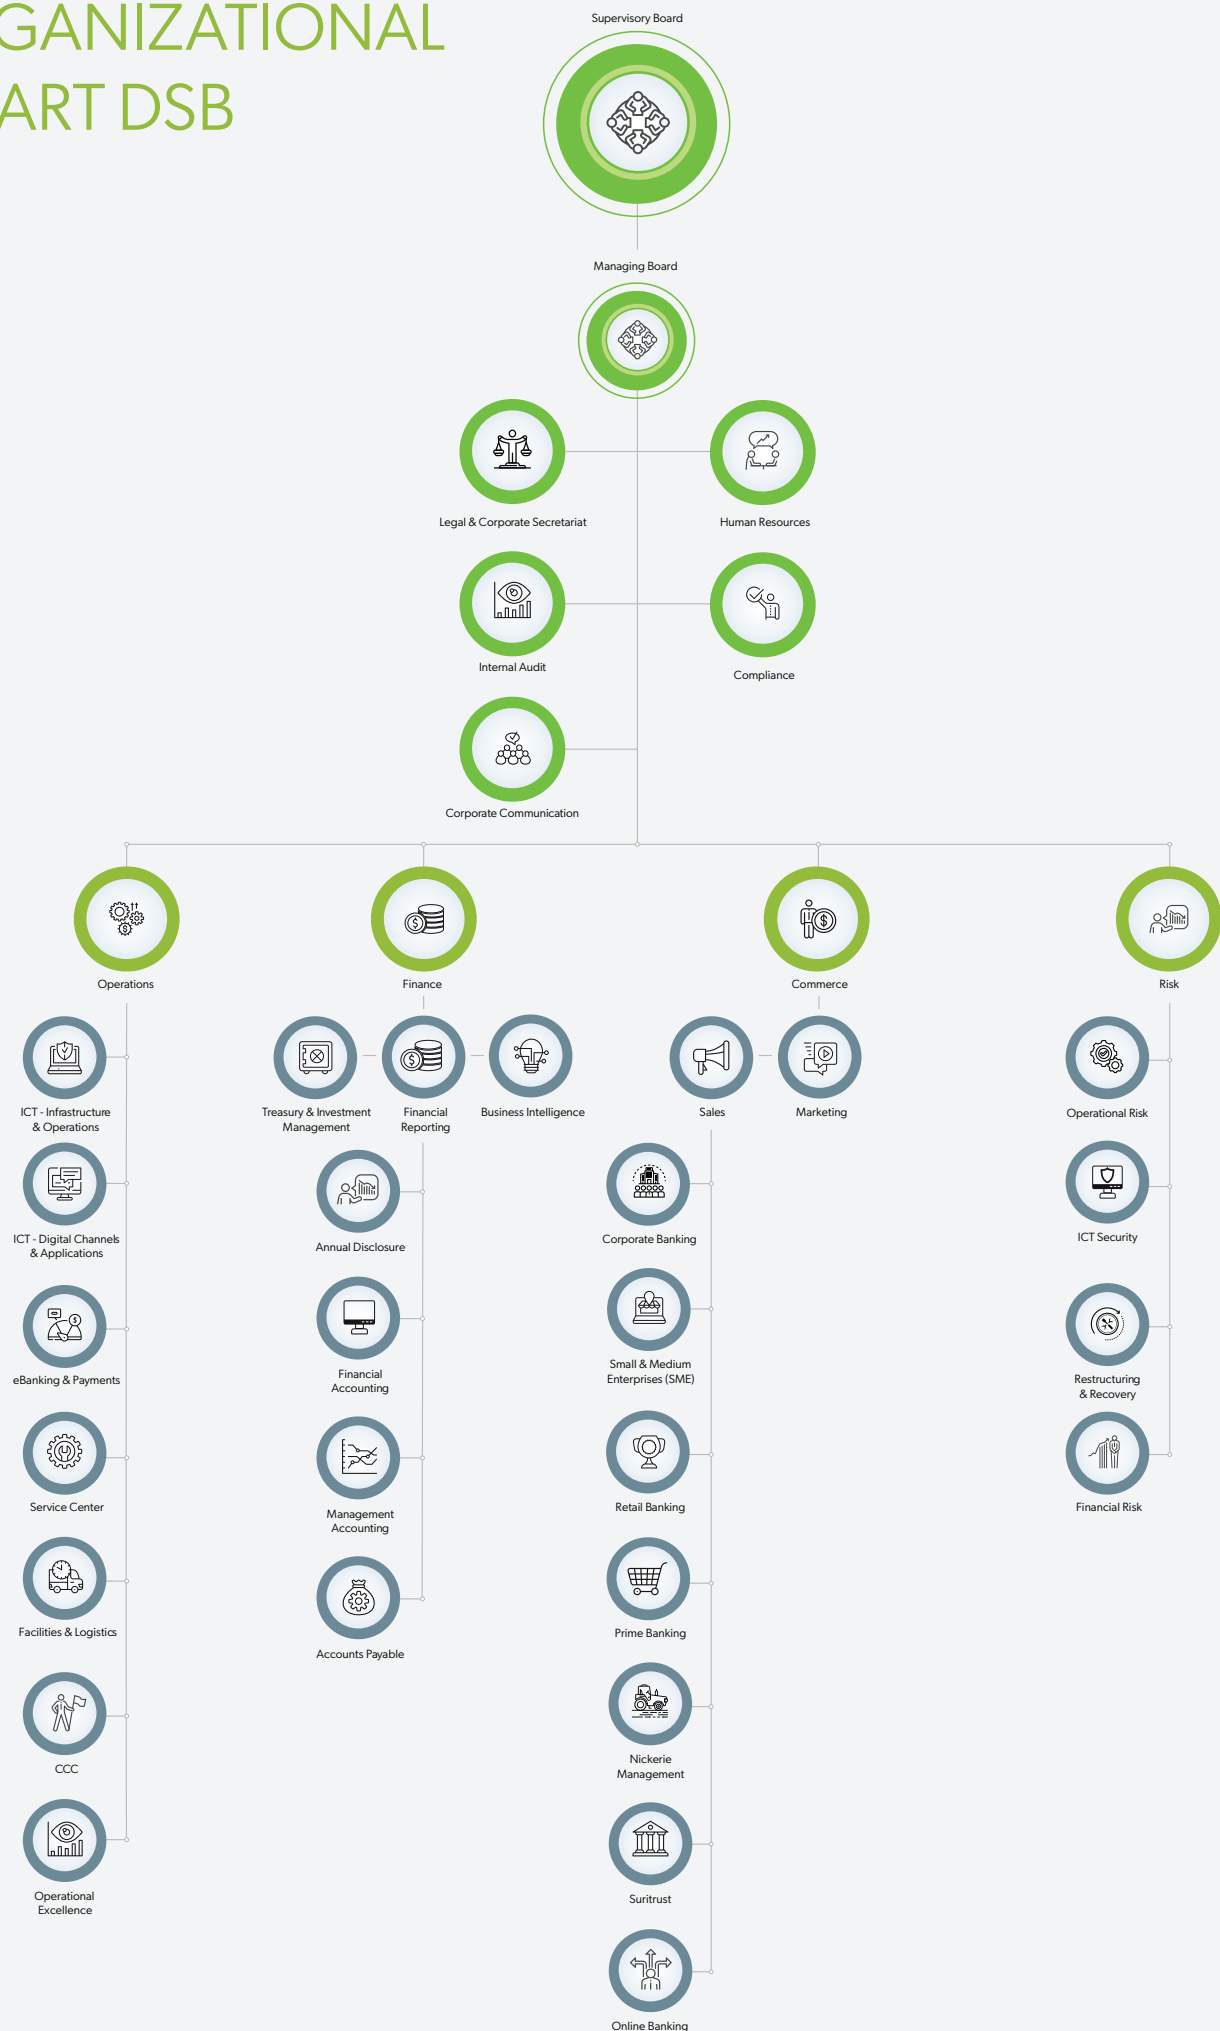 GANIZATIONAL
ART DSB
Supervisory Board
Managing Board
Legal & Corporate Secretariat
Human Resources
Internal Audit
Compliance
Corporate Communication
Operations
Finance
Commerce
Risk
ICT - Infrastructure
& Operations
ICT - Digital Channels
& Applications
eBanking & Payments
Service Center
Facilities & Logistics
CCC
Operational
Excellence
Treasury & Investment
Management
Financial
Reporting
Business Intelligence
Annual Disclosure
Financial
Accounting
Management
Accounting
Accounts Payable
Sales
Marketing
Corporate Banking
Small & Medium
Enterprises (SME)
Retail Banking
Prime Banking
Nickerie
Management
Suritrust
Online Banking
Operational Risk
ICT Security
Restructuring
& Recovery
Financial Risk